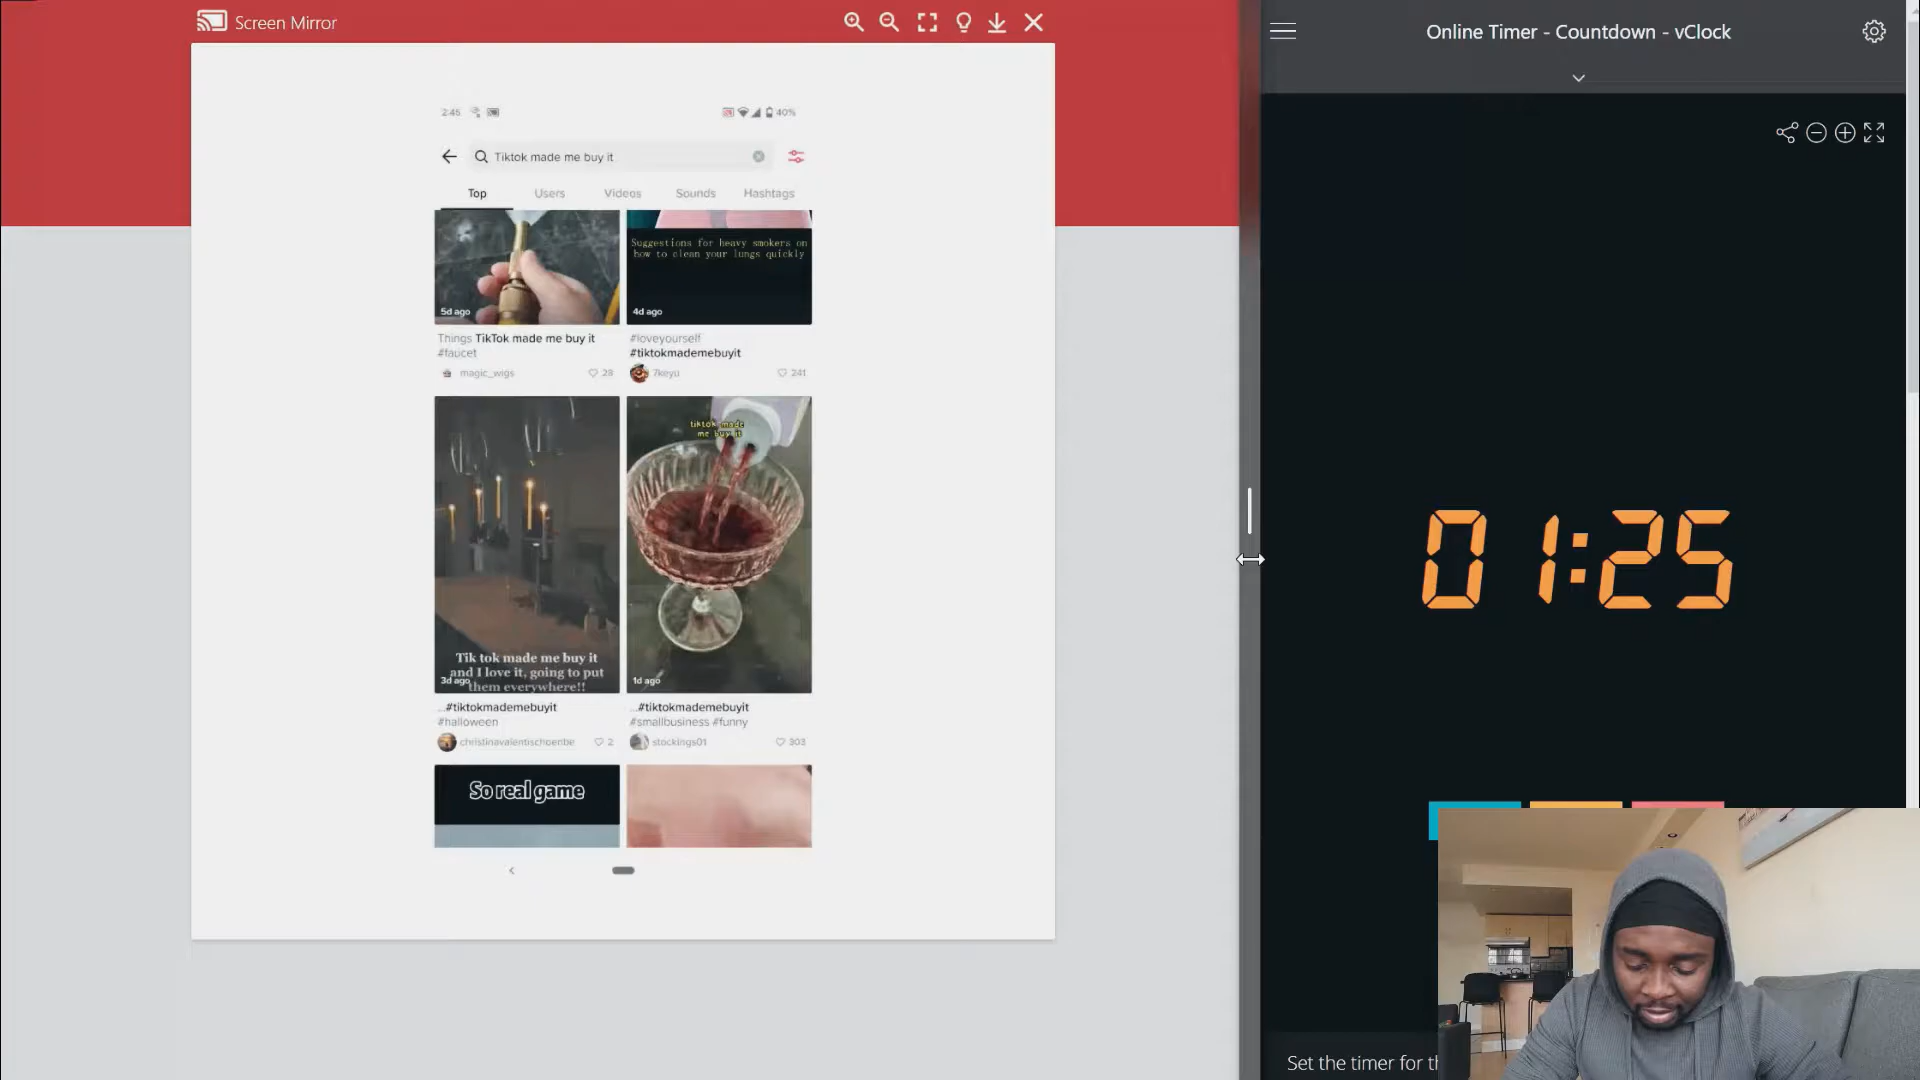 Screen Mirror
Online Timer - Countdown - vClock
2:45
40%
Tiktok made me buy it
Top
Users
Videos
Sounds
Hashtags
Suggestions for heavy smokers on
how to clean your lungs quickly
5d ago
4d ago
Things TikTok made me buy it
#faucet
magic_wigs
28
#loveyourself
#tiktokmademebuyit
7keyu
241
tiktok made
me buy it
Tik tok made me buy it
and I love it, going to put
them everywhere!!
3d ago
1d ago
...#tiktokmademebuyit
#halloween
christinavalentischoenbe
2
...#tiktokmademebuyit
#smallbusiness #funny
stockings01
303
So real game
01:25
Set the timer for